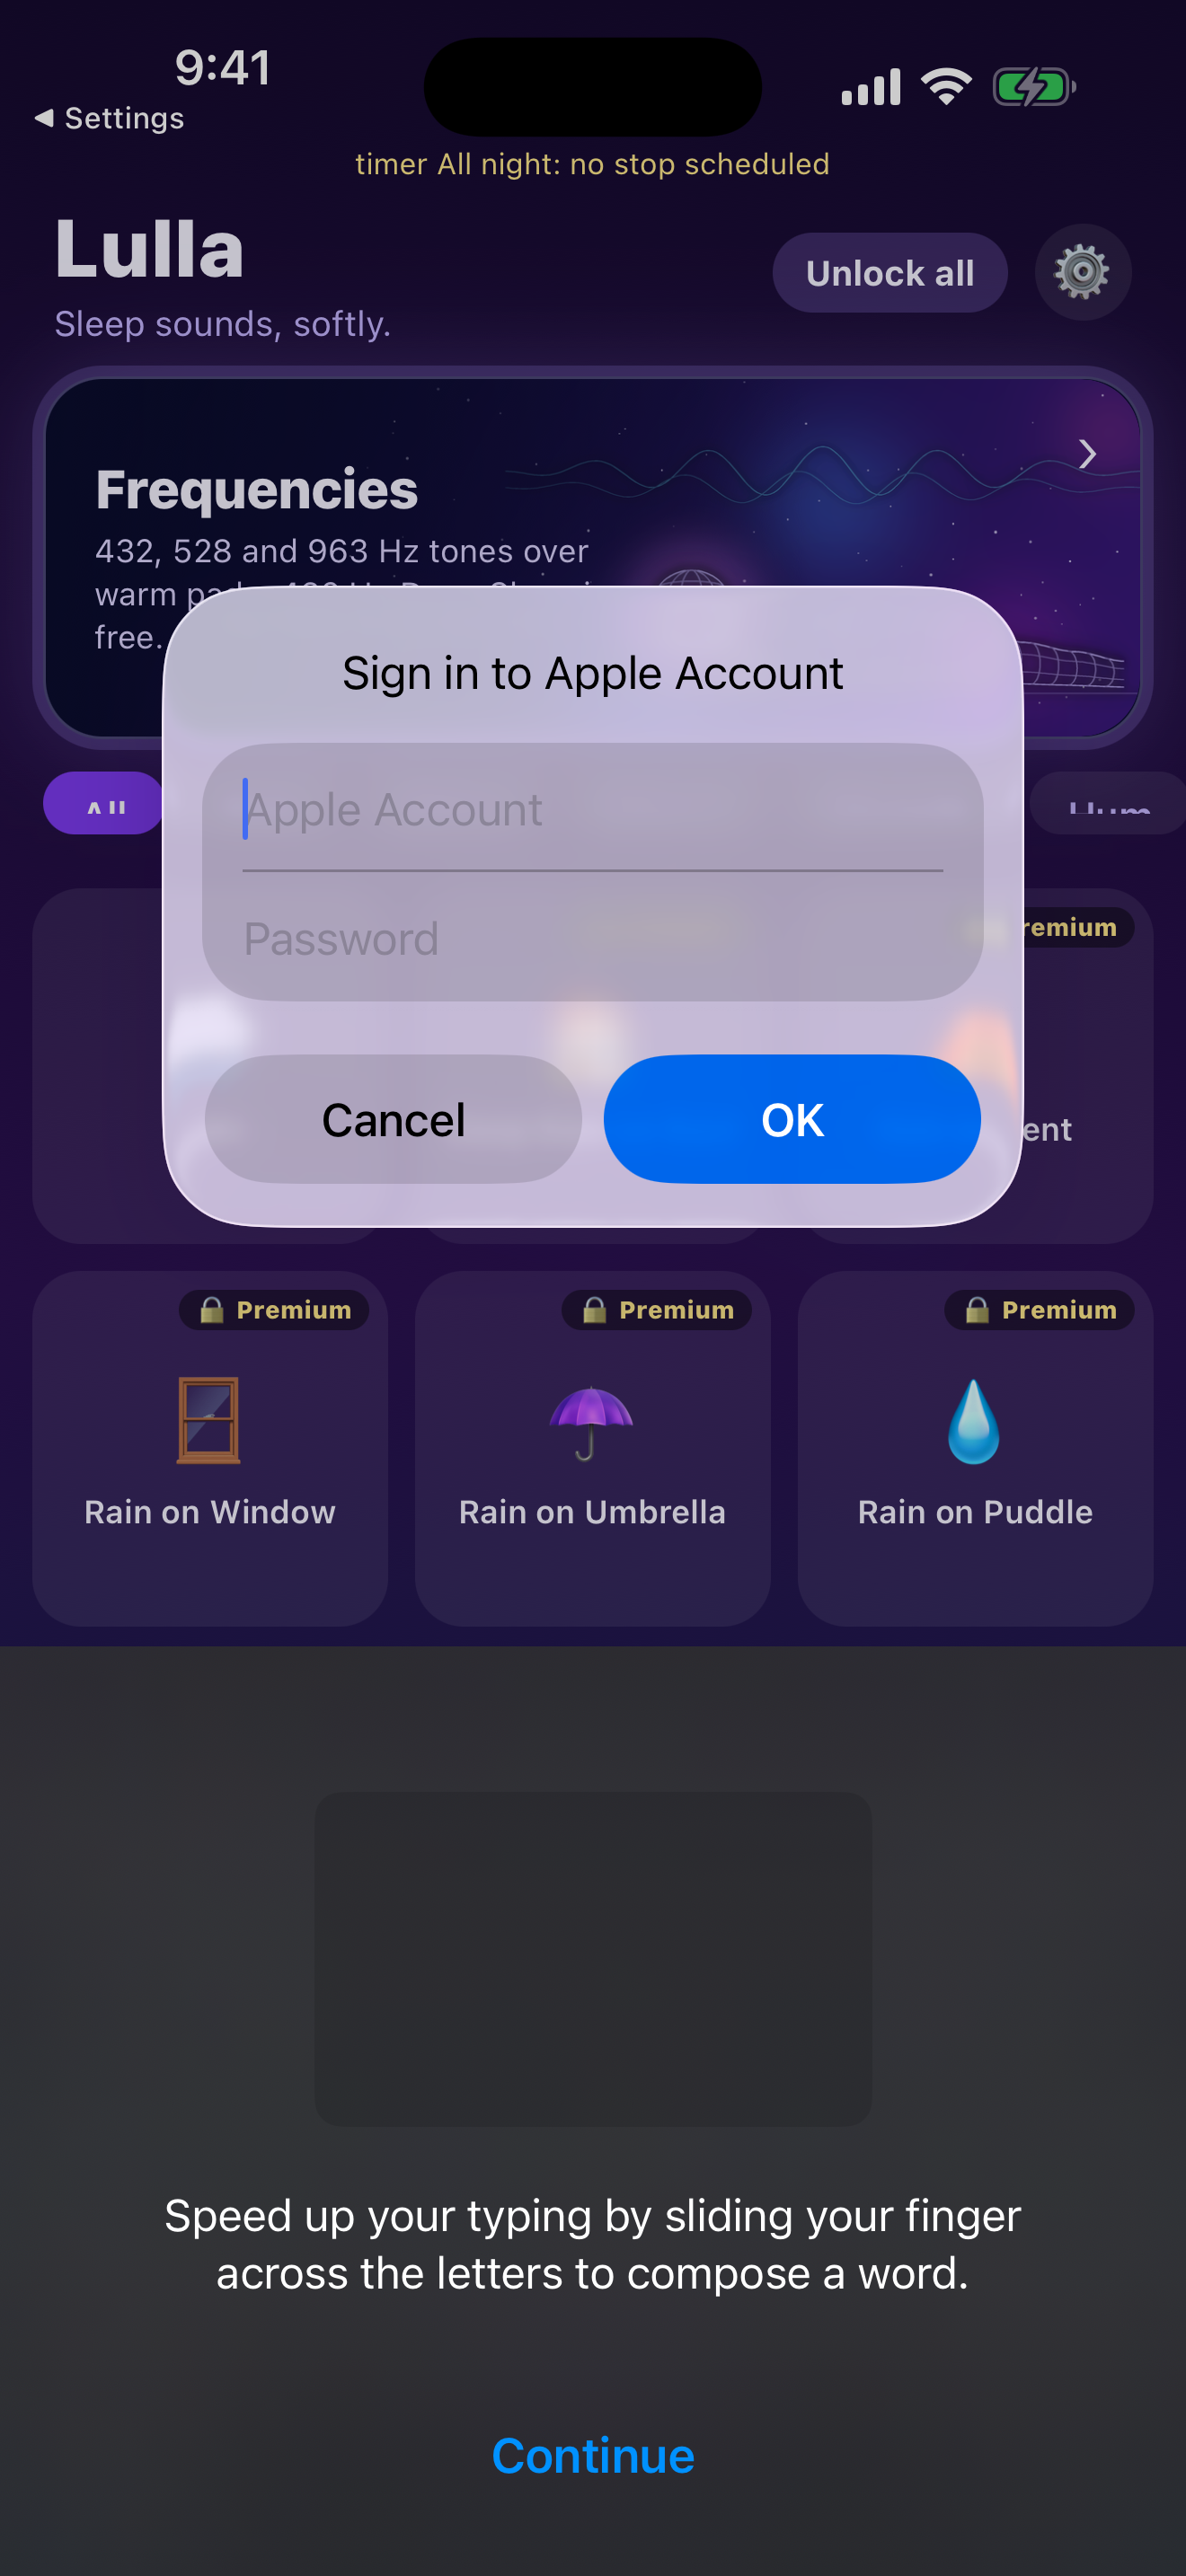 9:41
◀ Settings
timer All night: no stop scheduled
Lulla
Unlock all
Sleep sounds, softly.
Frequencies
432, 528 and 963 Hz tones over
warm
free.
Sign in to Apple Account
Apple Account
Password
Cancel
OK
Premium
Premium
Premium
Rain on Window
Rain on Umbrella
Rain on Puddle
Speed up your typing by sliding your finger
across the letters to compose a word.
Continue